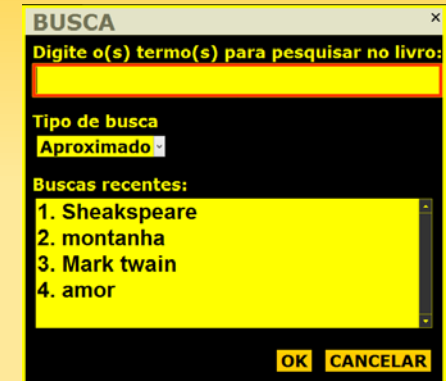 BUSCA ×
Digite o(s) termo(s) para pesquisar no livro:
Tipo de busca
Aproximado
Buscas recentes:
1. Sheakspeare
2. montanha
3. Mark twain
4. amor
OK CANCELAR